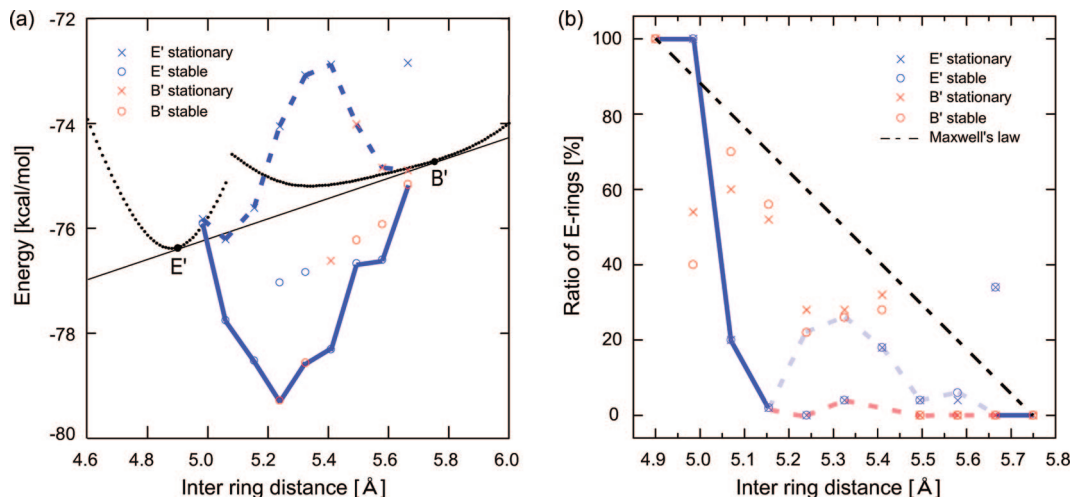 (a)
-72
-74
-76
-78
-80
Energy [kcal/mol]
E' stationary
E' stable
B' stationary
B' stable
E'
B'
4.6 4.8 5.0 5.2 5.4 5.6 5.8 6.0
Inter ring distance [Å]
(b)
100
80
60
40
20
0
Ratio of E-rings [%]
E' stationary
E' stable
B' stationary
B' stable
Maxwell's law
4.9 5.0 5.1 5.2 5.3 5.4 5.5 5.6 5.7 5.8
Inter ring distance [Å]